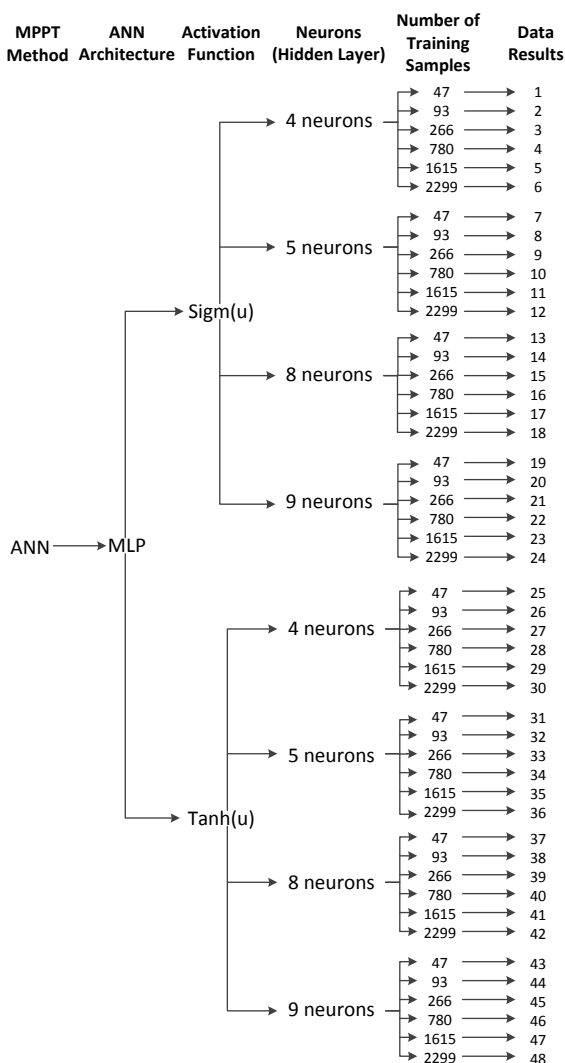 MPPT Method
ANN Architecture
Activation Function
Neurons (Hidden Layer)
Number of Training Samples
Data Results
ANN
MLP
Sigm(u)
4 neurons
47 1
93 2
266 3
780 4
1615 5
2299 6
5 neurons
47 7
93 8
266 9
780 10
1615 11
2299 12
8 neurons
47 13
93 14
266 15
780 16
1615 17
2299 18
9 neurons
47 19
93 20
266 21
780 22
1615 23
2299 24
Tanh(u)
4 neurons
47 25
93 26
266 27
780 28
1615 29
2299 30
5 neurons
47 31
93 32
266 33
780 34
1615 35
2299 36
8 neurons
47 37
93 38
266 39
780 40
1615 41
2299 42
9 neurons
47 43
93 44
266 45
780 46
1615 47
2299 48